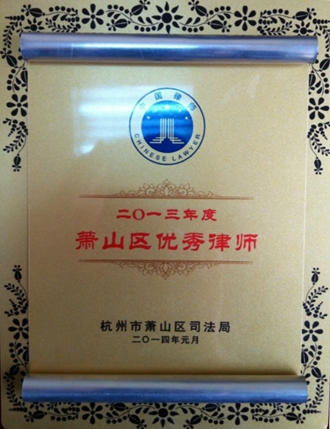 中国律师
CHINESE LAWYER
二〇一三年度
萧山区优秀律师
杭州市萧山区司法局
二〇一四年元月